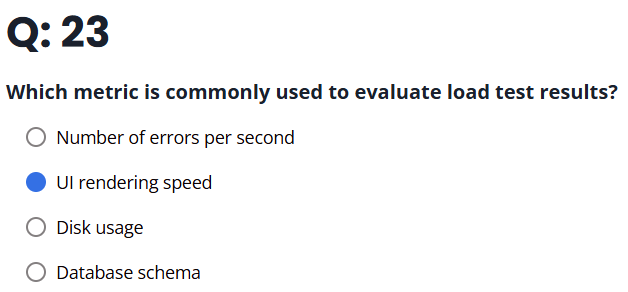 Q: 23
Which metric is commonly used to evaluate load test results?
Number of errors per second
UI rendering speed
Disk usage
Database schema